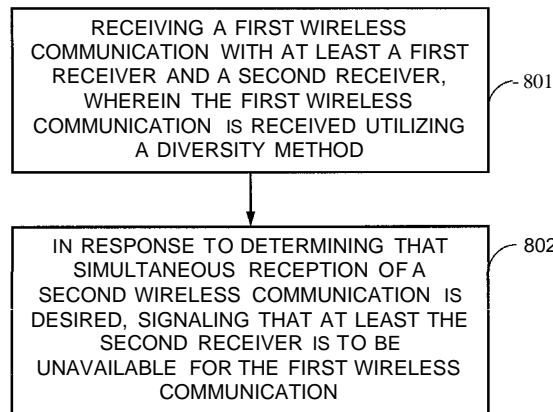 RECEIVING A FIRST WIRELESS
COMMUNICATION WITH AT LEAST A FIRST
RECEIVER AND A SECOND RECEIVER,
WHEREIN THE FIRST WIRELESS
COMMUNICATION IS RECEIVED UTILIZING
A DIVERSITY METHOD
801
IN RESPONSE TO DETERMINING THAT
SIMULTANEOUS RECEPTION OF A
SECOND WIRELESS COMMUNICATION IS
DESIRED, SIGNALING THAT AT LEAST THE
SECOND RECEIVER IS TO BE
UNAVAILABLE FOR THE FIRST WIRELESS
COMMUNICATION
802